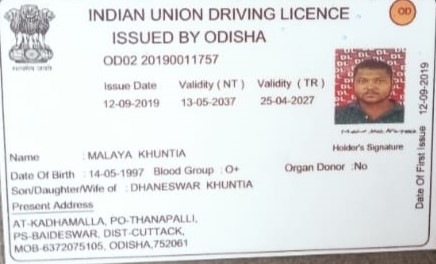 INDIAN UNION DRIVING LICENCE
OD
ISSUED BY ODISHA
OD02 20190011757
Issue Date Validity ( NT ) Validity ( TR )
12-09-2019 13-05-2037 25-04-2027
Holder's Signature
Date Of First Issue 12-09-2019
Name : MALAYA KHUNTIA
Date Of Birth : 14-05-1997 Blood Group : O+ Organ Donor :No
Son/Daughter/Wife of : DHANESWAR KHUNTIA
Present Address
AT-KADHAMALLA, PO-THANAPALLI,
PS-BAIDESWAR, DIST-CUTTACK,
MOB-6372075105, ODISHA,752061